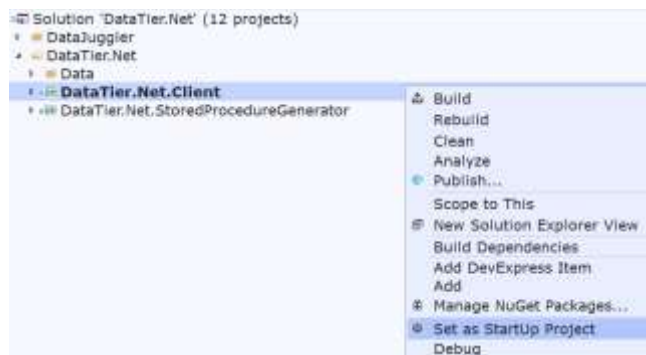 Solution 'DataTier.Net' (12 projects)
DataJuggler
DataTier.Net
Data
DataTier.Net.Client
DataTier.Net.StoredProcedureGenerator
Build
Rebuild
Clean
Analyze
Publish...
Scope to This
New Solution Explorer View
Build Dependencies
Add DevExpress Item
Add
Manage NuGet Packages...
Set as StartUp Project
Debug